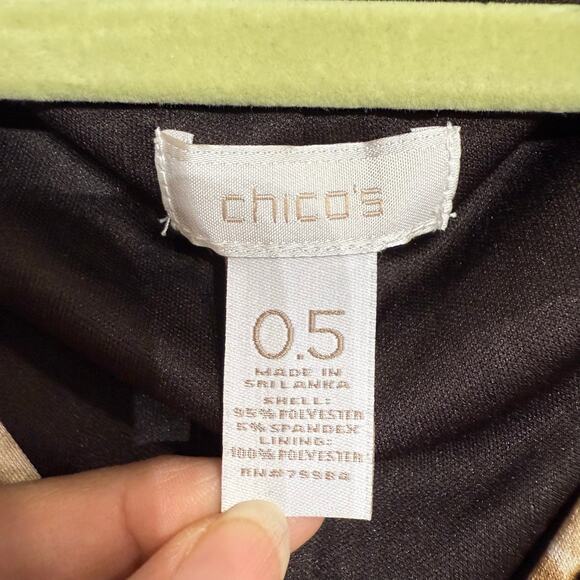 chico's
0.5
MADE IN
SRI LANKA
SHELL:
95% POLYESTER
5% SPANDEX
LINING:
100% POLYESTER
RN#79984